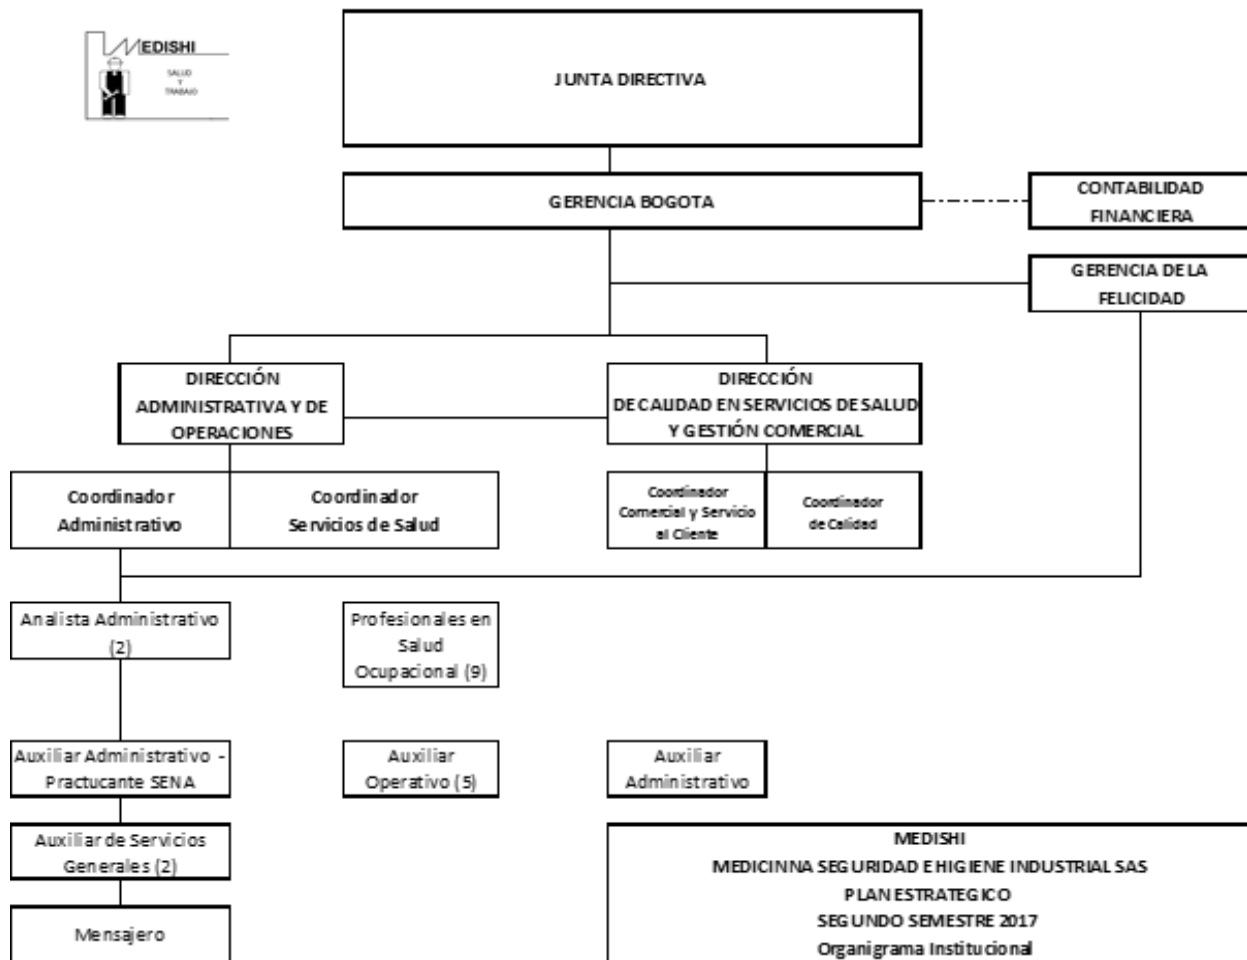 MEDISHI
SALUD
Y
TRABAJO
JUNTA DIRECTIVA
GERENCIA BOGOTA
CONTABILIDAD
FINANCIERA
GERENCIA DE LA
FELICIDAD
DIRECCIÓN
ADMINISTRATIVA Y DE
OPERACIONES
DIRECCIÓN
DE CALIDAD EN SERVICIOS DE SALUD
Y GESTIÓN COMERCIAL
Coordinador
Administrativo
Coordinador
Servicios de Salud
Coordinador
Comercial y Servicio
al Cliente
Coordinador
de Calidad
Analista Administrativo
(2)
Profesionales en
Salud
Ocupacional (9)
Auxiliar Administrativo -
Practucante SENA
Auxiliar
Operativo (5)
Auxiliar
Administrativo
Auxiliar de Servicios
Generales (2)
Mensajero
MEDISHI
MEDICINNA SEGURIDAD E HIGIENE INDUSTRIAL SAS
PLAN ESTRATEGICO
SEGUNDO SEMESTRE 2017
Organigrama Institucional